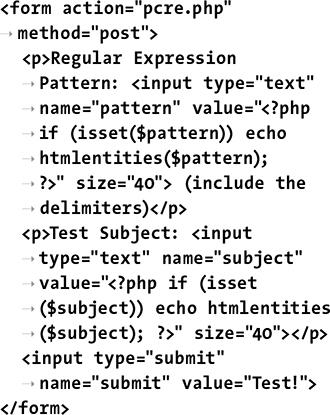 <form action="pcre.php"
→ method="post">
<p>Regular Expression
→ Pattern: <input type="text"
→ name="pattern" value="<?php
→ if (isset($pattern)) echo
→ htmlentities($pattern);
→ ?>" size="40"> (include the
→ delimiters)</p>
<p>Test Subject: <input
→ type="text" name="subject"
→ value="<?php if (isset
→ ($subject)) echo htmlentities
→ ($subject); ?>" size="40"></p>
<input type="submit"
→ name="submit" value="Test!">
</form>